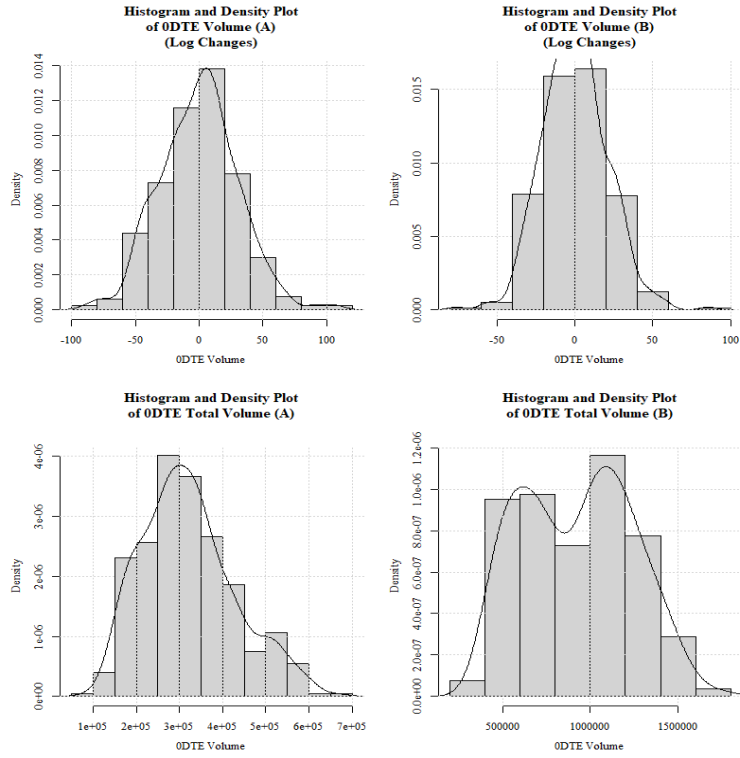 Histogram and Density Plot
of 0DTE Volume (A)
(Log Changes)
Density
0.000
0.002
0.004
0.006
0.008
0.010
0.012
0.014
-100
-50
0
50
100
0DTE Volume
Histogram and Density Plot
of 0DTE Volume (B)
(Log Changes)
Density
0.000
0.005
0.010
0.015
-50
0
50
100
0DTE Volume
Histogram and Density Plot
of 0DTE Total Volume (A)
Density
0e+00
1e-06
2e-06
3e-06
4e-06
1e+05
2e+05
3e+05
4e+05
5e+05
6e+05
7e+05
0DTE Volume
Histogram and Density Plot
of 0DTE Total Volume (B)
Density
0.0e+00
2.0e-07
4.0e-07
6.0e-07
8.0e-07
1.0e-06
1.2e-06
500000
1000000
1500000
0DTE Volume